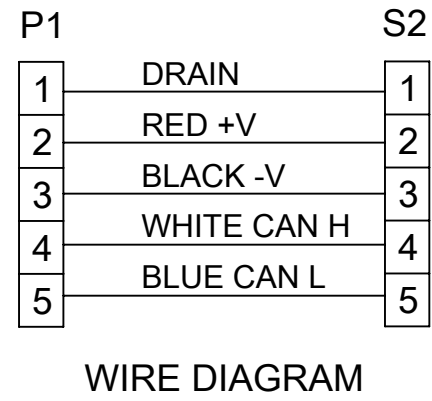 P1 S2
1 DRAIN 1
2 RED +V 2
3 BLACK -V 3
4 WHITE CAN H 4
5 BLUE CAN L 5
WIRE DIAGRAM